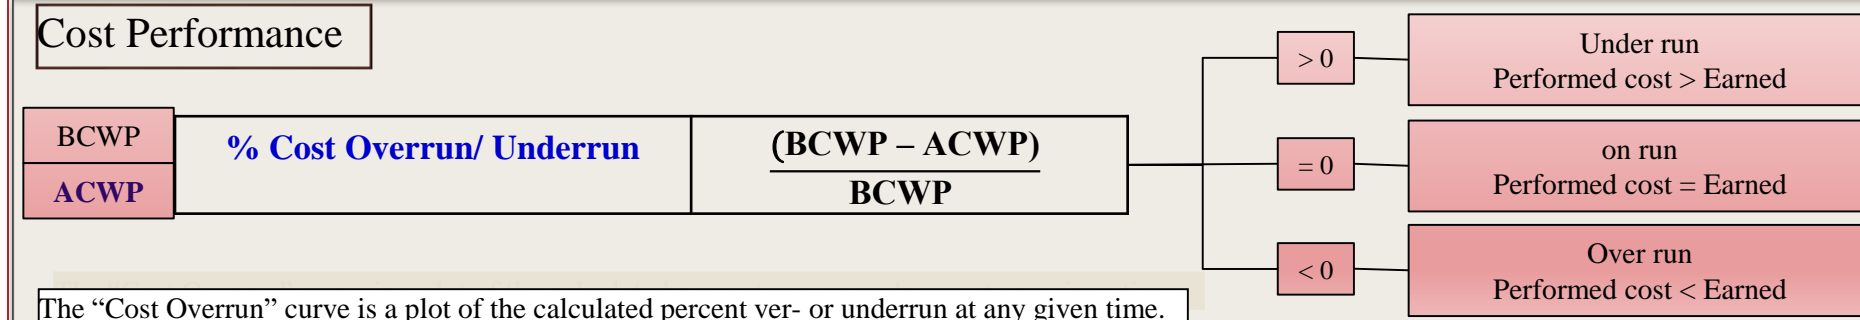 Cost Performance
BCWP
ACWP
% Cost Overrun/ Underrun
(BCWP – ACWP)
BCWP
> 0
Under run
Performed cost > Earned
= 0
on run
Performed cost = Earned
< 0
Over run
Performed cost < Earned
The “Cost Overrun” curve is a plot of the calculated percent ver- or underrun at any given time.